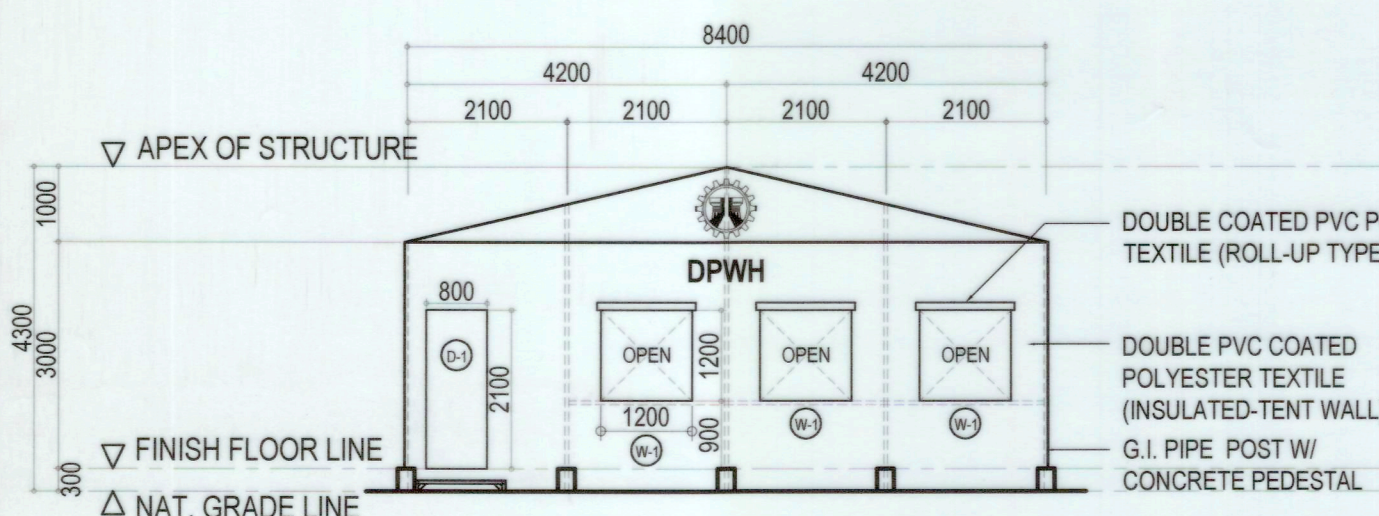 8400
4200 4200
2100 2100 2100 2100
APEX OF STRUCTURE
1000
DOUBLE COATED PVC P
TEXTILE (ROLL-UP TYPE
DPWH
800
4300
3000
D-1
2100
OPEN
1200
OPEN
OPEN
DOUBLE PVC COATED
POLYESTER TEXTILE
(INSULATED-TENT WALL
1200
900
W-1
W-1
W-1
FINISH FLOOR LINE
G.I. PIPE POST W/
CONCRETE PEDESTAL
300
NAT. GRADE LINE